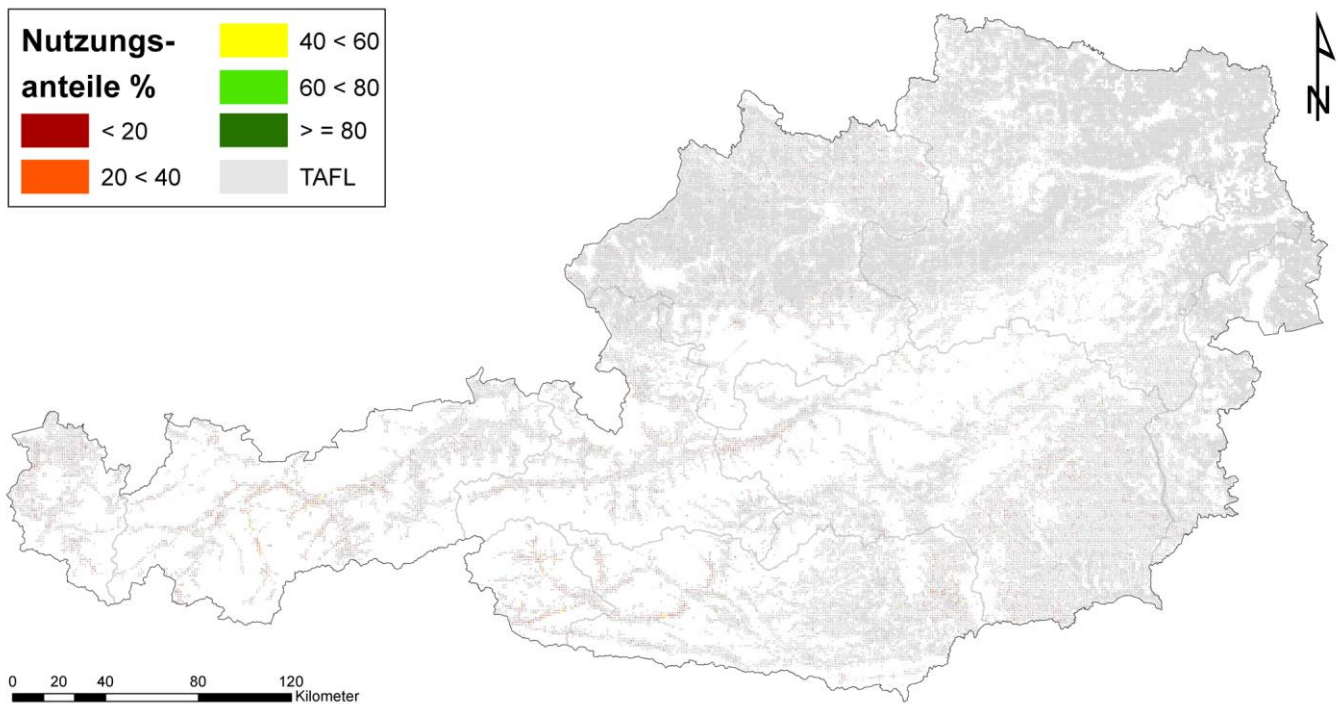 Nutzungs-
anteile %
< 20
20 < 40
40 < 60
60 < 80
> = 80
TAFL
N
0 20 40 80 120
Kilometer